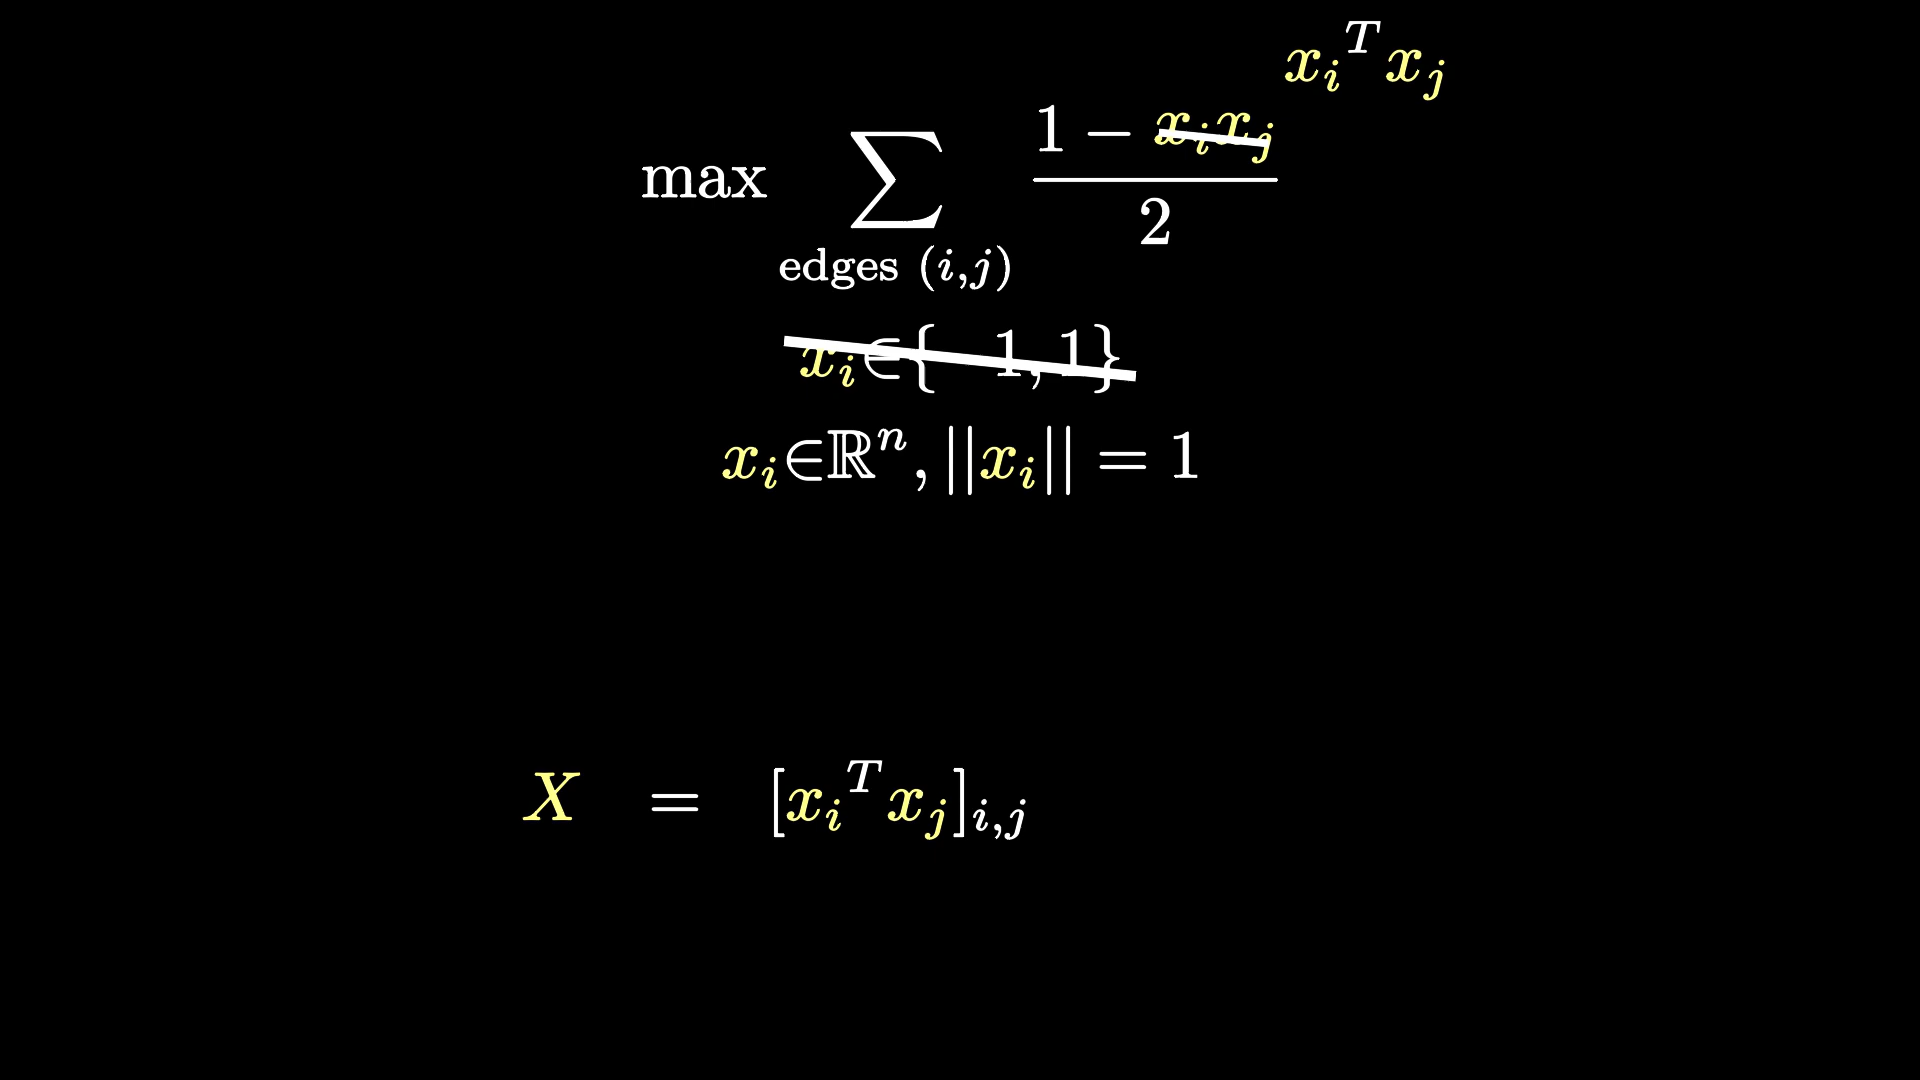 max ∑ edges (i,j) (1 − x_i x_j)/2 x_i^T x_j
x_i ∈ {−1, 1}
x_i ∈ ℝ^n, ||x_i|| = 1
X = [x_i^T x_j]_{i,j}